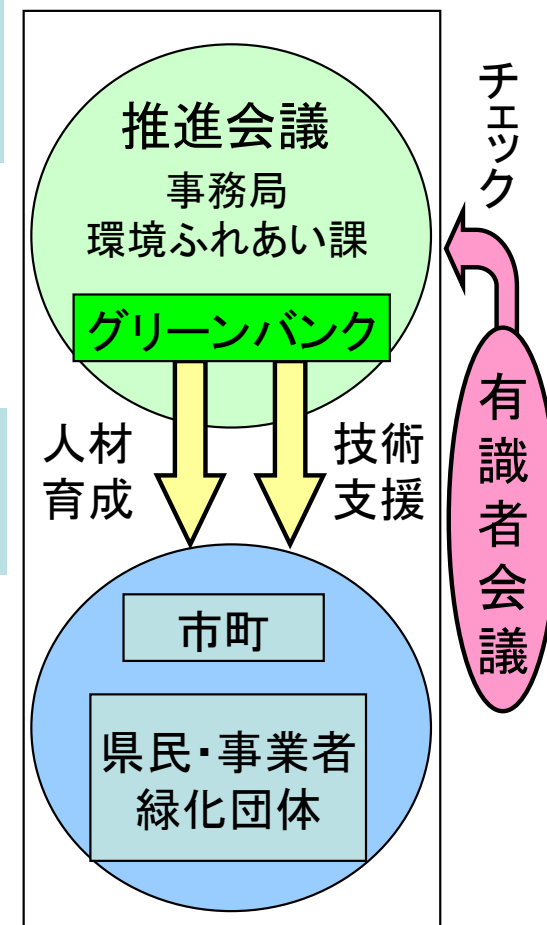 推進会議
事務局
環境ふれあい課
グリーンバンク
チェック
有識者会議
人材
育成
技術
支援
市町
県民・事業者
緑化団体